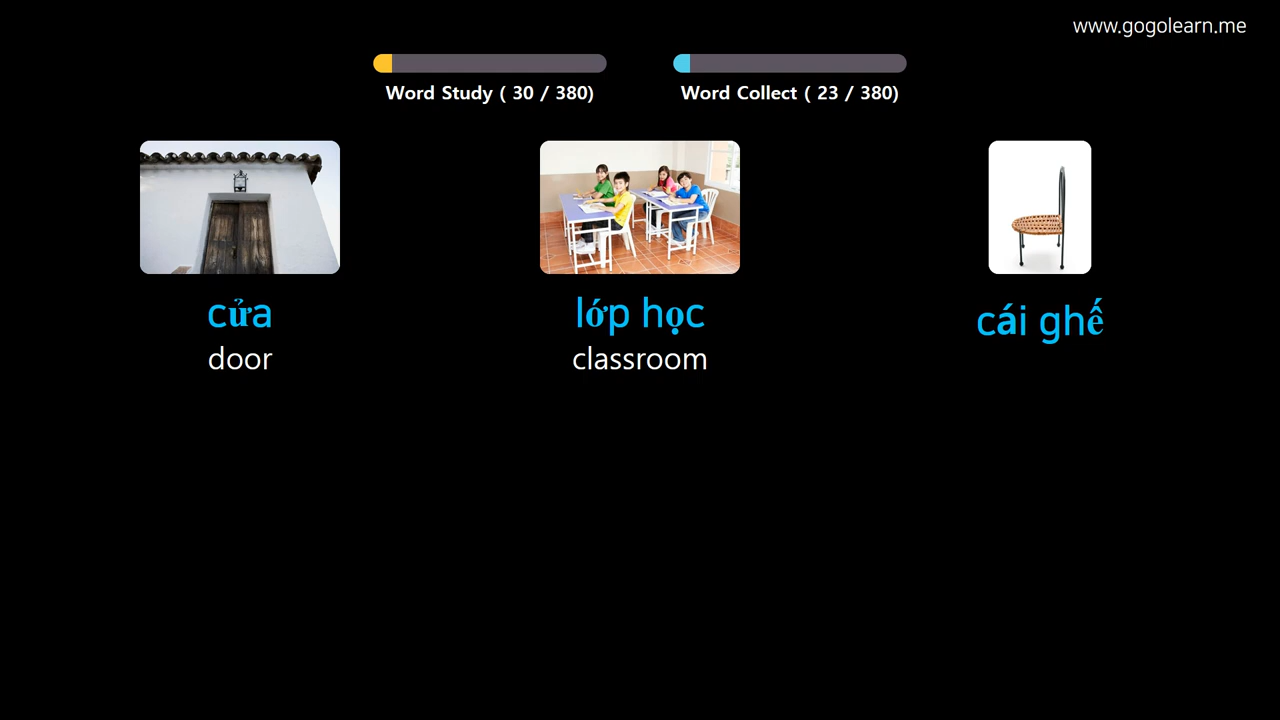 www.gogolearn.me
Word Study ( 30 / 380)
Word Collect ( 23 / 380)
cửa
door
lớp học
classroom
cái ghế